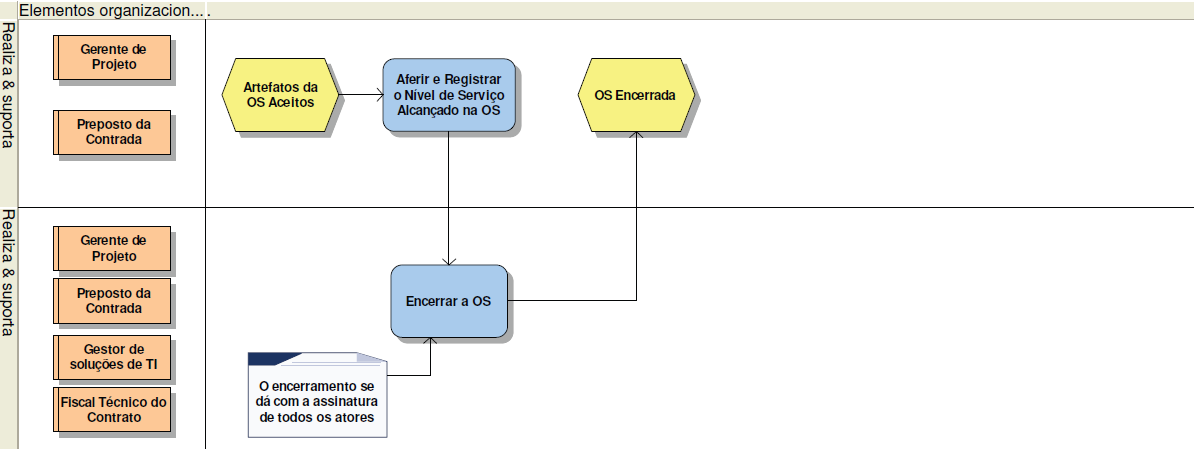 Elementos organizacion... .
Realiza & suporta
Gerente de
Projeto
Preposto da
Contrada
Artefatos da
OS Aceitos
Aferir e Registrar
o Nível de Serviço
Alcançado na OS
OS Encerrada
Realiza & suporta
Gerente de
Projeto
Preposto da
Contrada
Gestor de
soluções de TI
Fiscal Técnico do
Contrato
Encerrar a OS
O encerramento se
dá com a assinatura
de todos os atores